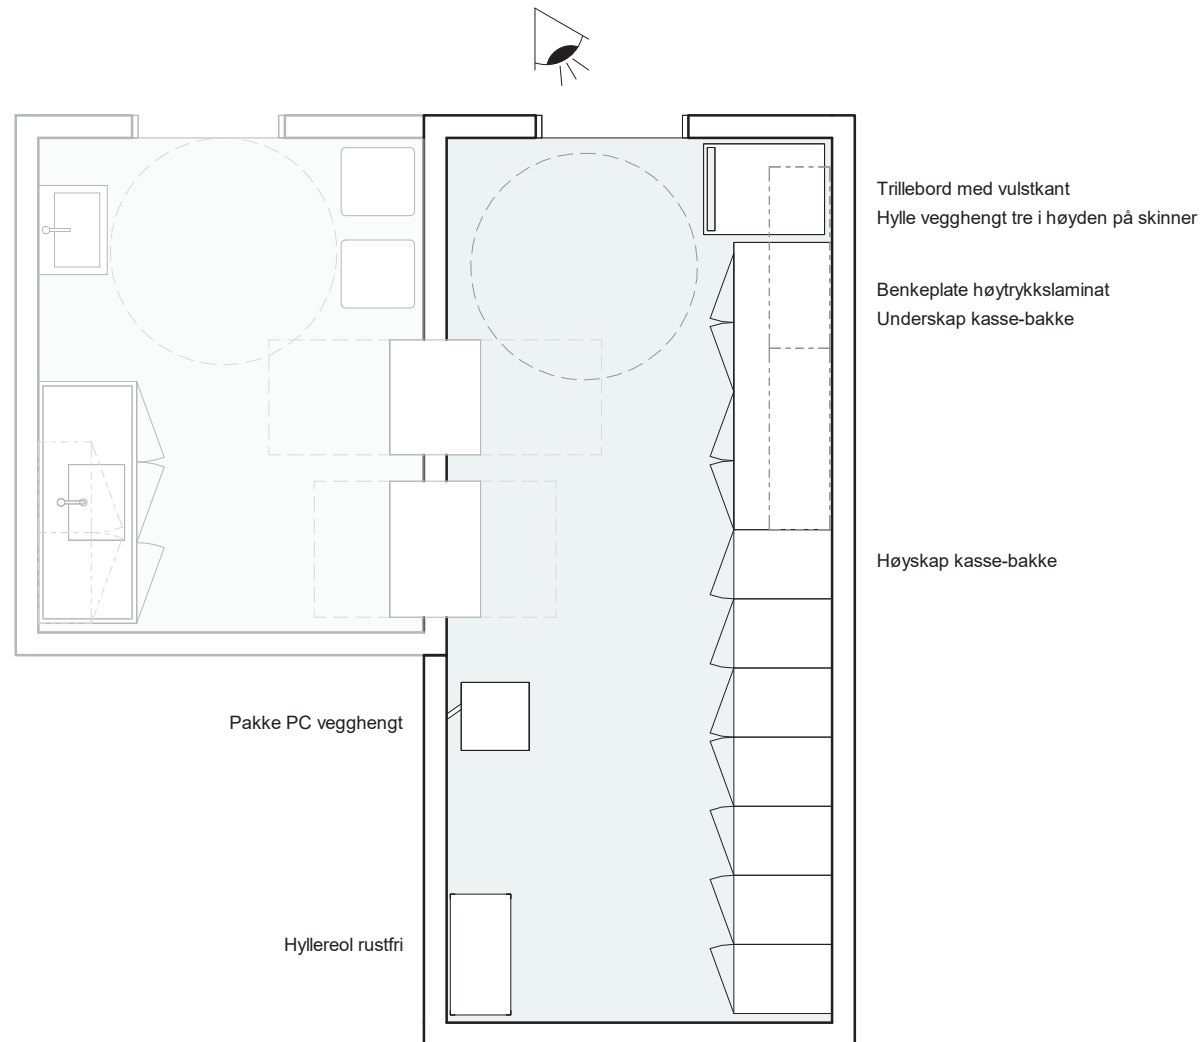 Trillebord med vulstkant
Hylle vegghengt tre i høyden på skinner
Benkeplate høytrykkslaminat
Underskap kasse-bakke
Høyskap kasse-bakke
Pakke PC vegghengt
Hyllereol rustfri